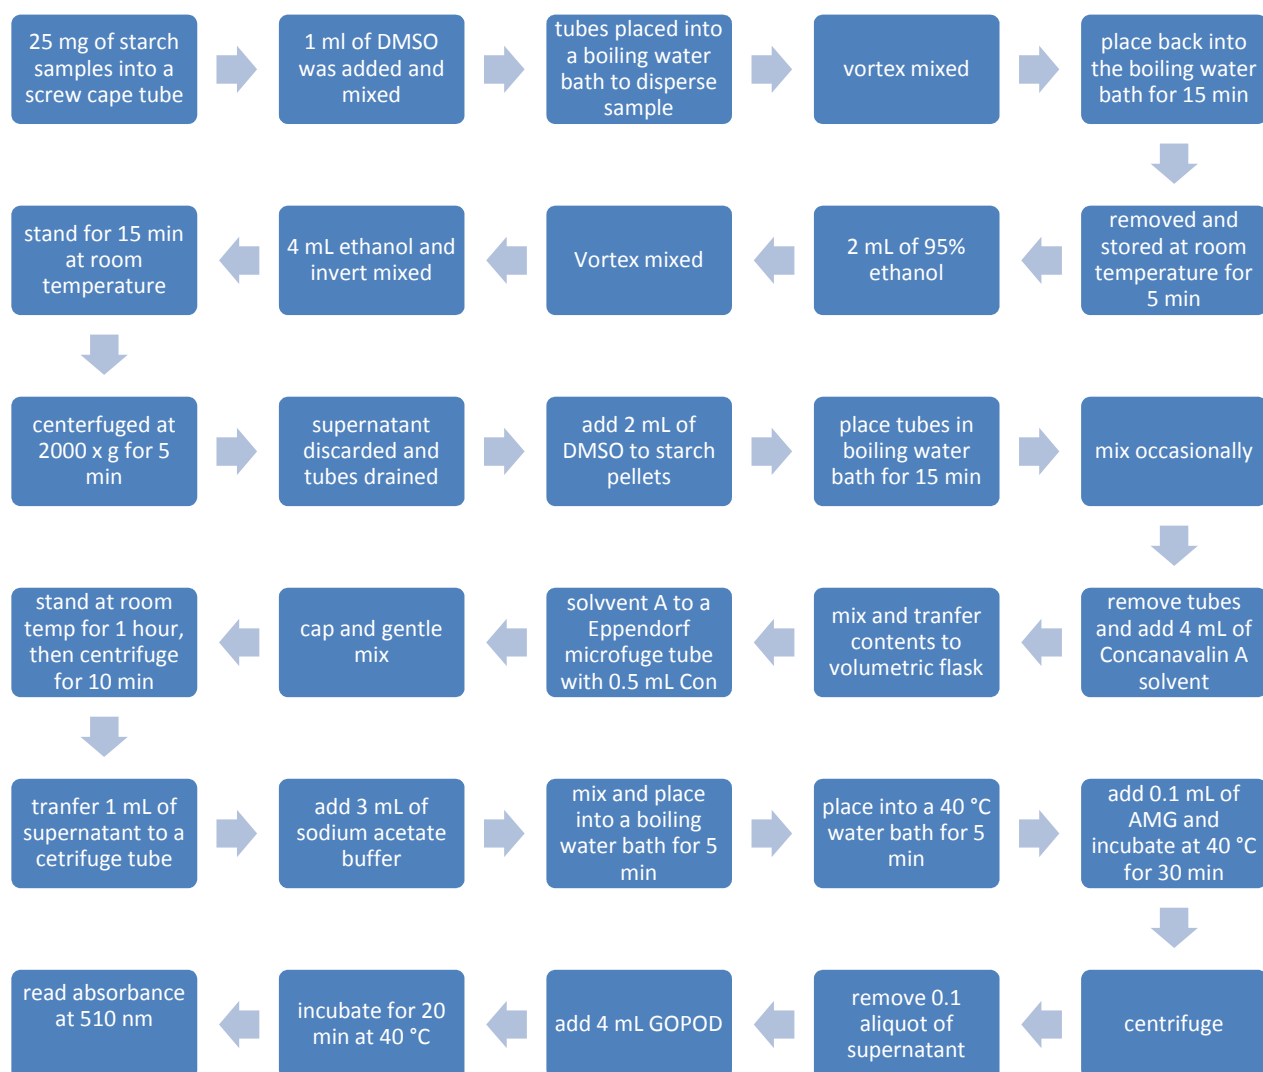 25 mg of starch
samples into a
screw cape tube
1 ml of DMSO
was added and
mixed
tubes placed into
a boiling water
bath to disperse
sample
vortex mixed
place back into
the boiling water
bath for 15 min
removed and
stored at room
temperature for
5 min
2 mL of 95%
ethanol
Vortex mixed
4 mL ethanol and
invert mixed
stand for 15 min
at room
temperature
centerfuged at
2000 x g for 5
min
supernatant
discarded and
tubes drained
add 2 mL of
DMSO to starch
pellets
place tubes in
boiling water
bath for 15 min
mix occasionally
remove tubes
and add 4 mL of
Concanavalin A
solvent
mix and tranfer
contents to
volumetric flask
solvvent A to a
Eppendorf
microfuge tube
with 0.5 mL Con
cap and gentle
mix
stand at room
temp for 1 hour,
then centrifuge
for 10 min
tranfer 1 mL of
supernatant to a
cetrifuge tube
add 3 mL of
sodium acetate
buffer
mix and place
into a boiling
water bath for 5
min
place into a 40 °C
water bath for 5
min
add 0.1 mL of
AMG and
incubate at 40 °C
for 30 min
centrifuge
remove 0.1
aliquot of
supernatant
add 4 mL GOPOD
incubate for 20
min at 40 °C
read absorbance
at 510 nm